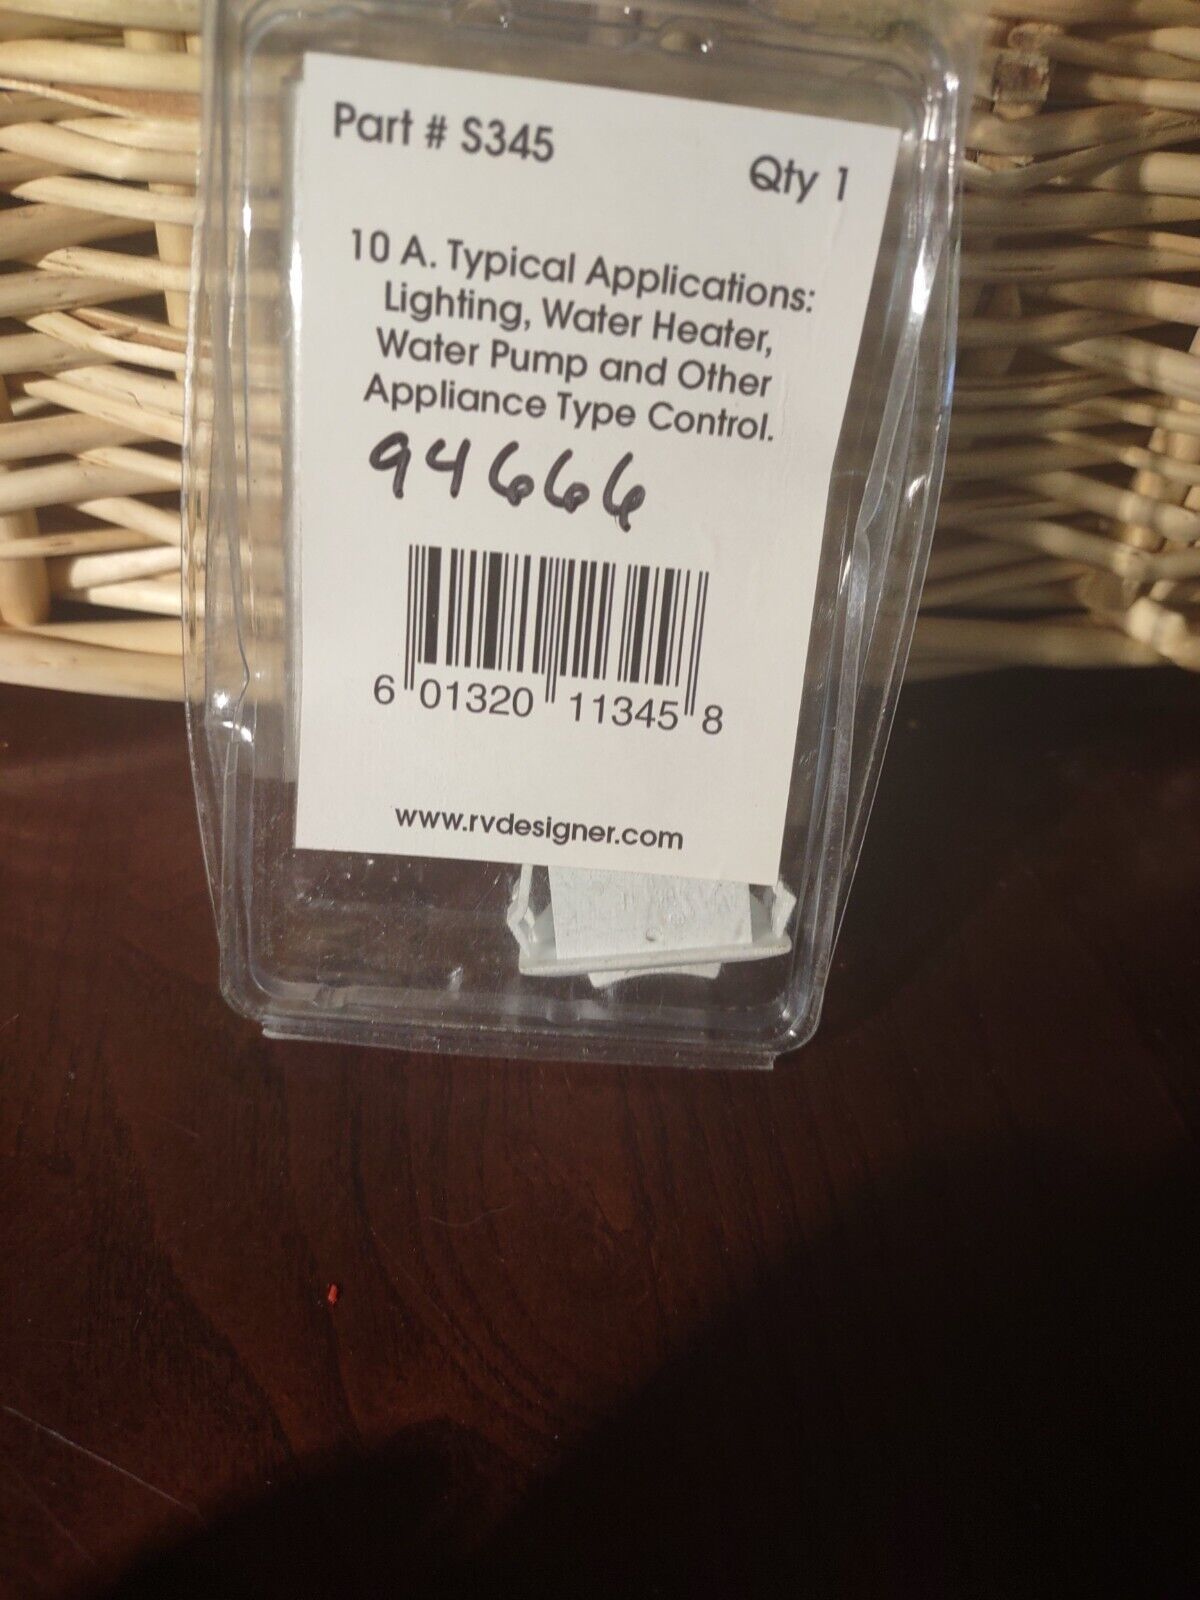 Part # S345
Qty 1
10 A. Typical Applications:
Lighting, Water Heater,
Water Pump and Other
Appliance Type Control.
94666
6 01320 11345 8
www.rvdesigner.com